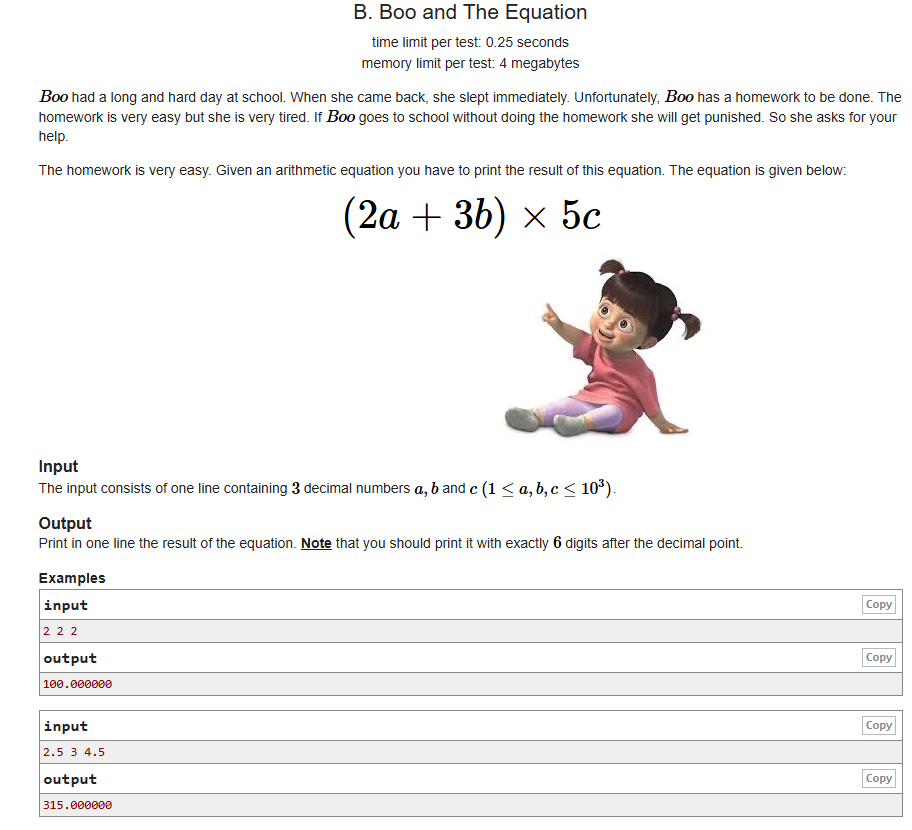 B. Boo and The Equation
time limit per test: 0.25 seconds
memory limit per test: 4 megabytes
Boo had a long and hard day at school. When she came back, she slept immediately. Unfortunately, Boo has a homework to be done. The
homework is very easy but she is very tired. If Boo goes to school without doing the homework she will get punished. So she asks for your
help.
The homework is very easy. Given an arithmetic equation you have to print the result of this equation. The equation is given below:
(2a + 3b) × 5c
Input
The input consists of one line containing 3 decimal numbers a, b and c (1 ≤ a, b, c ≤ 10³).
Output
Print in one line the result of the equation. Note that you should print it with exactly 6 digits after the decimal point.
Examples
input Copy
2 2 2
output Copy
100.000000
input Copy
2.5 3 4.5
output Copy
315.000000